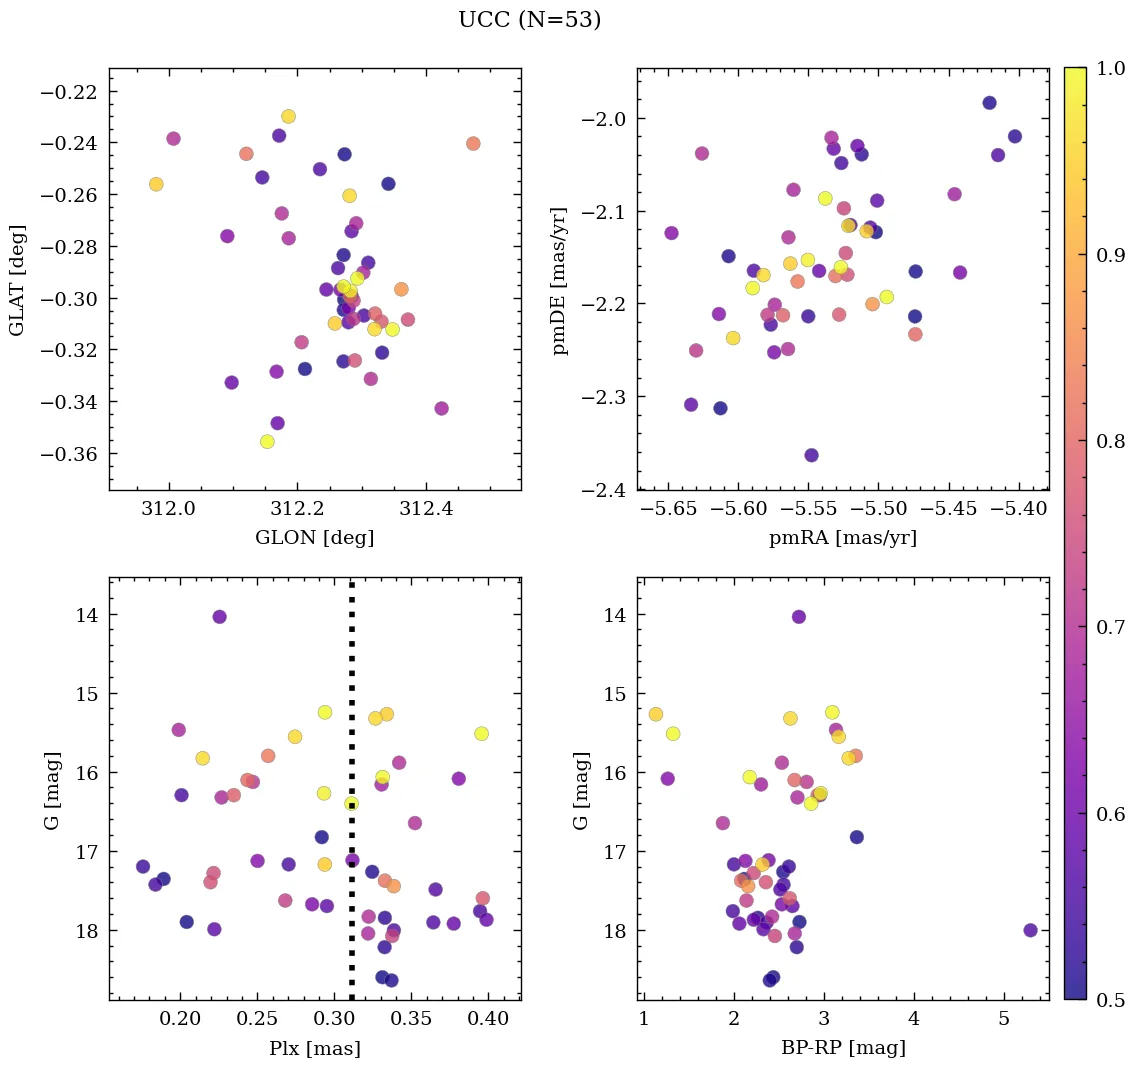 UCC (N=53)
−0.22
−0.24
−0.26
−0.28
−0.30
−0.32
−0.34
−0.36
GLAT [deg]
312.0 312.2 312.4
GLON [deg]
−2.0
−2.1
−2.2
−2.3
−2.4
pmDE [mas/yr]
−5.65 −5.60 −5.55 −5.50 −5.45 −5.40
pmRA [mas/yr]
14
15
16
17
18
G [mag]
0.20 0.25 0.30 0.35 0.40
Plx [mas]
14
15
16
17
18
G [mag]
1 2 3 4 5
BP-RP [mag]
1.0
0.9
0.8
0.7
0.6
0.5